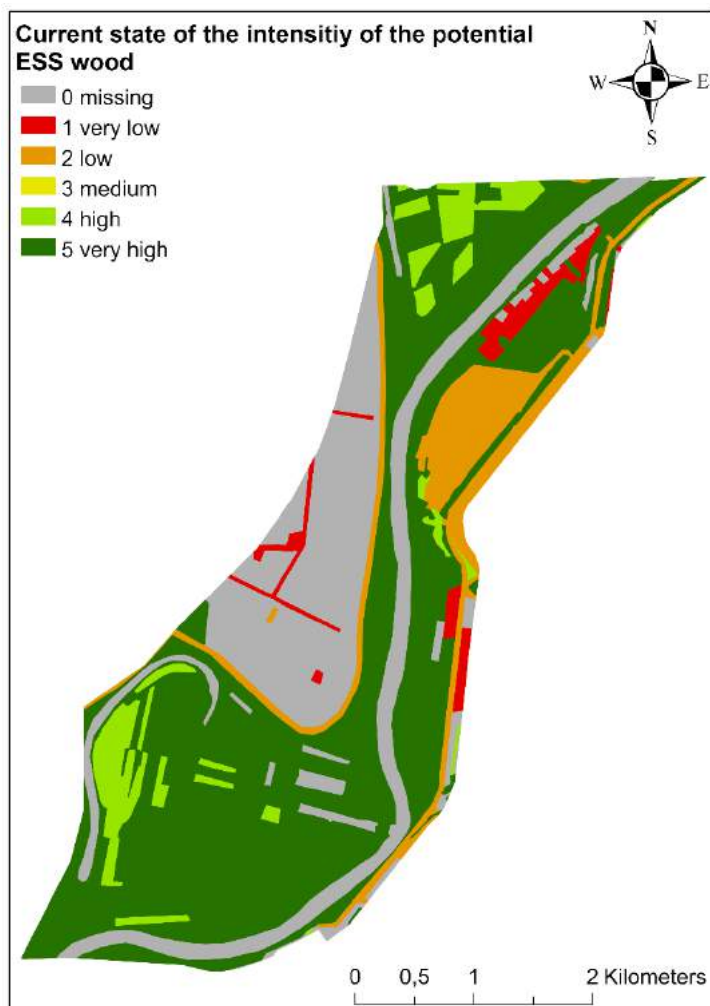 Current state of the intensitiy of the potential
ESS wood
0 missing
1 very low
2 low
3 medium
4 high
5 very high
N
W E
S
0 0,5 1 2 Kilometers